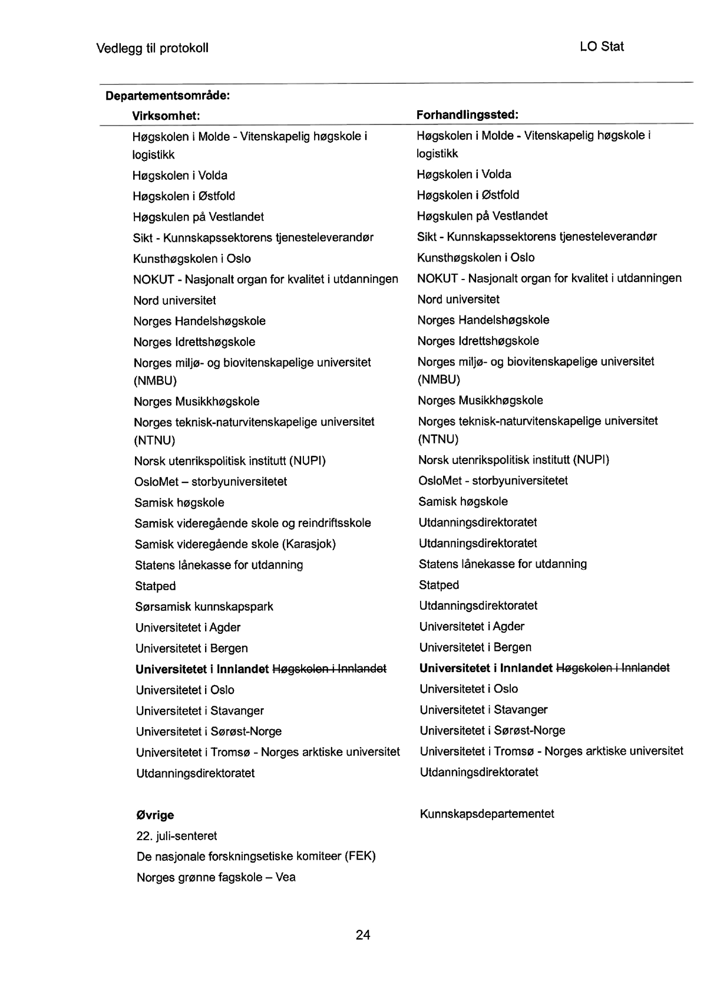 Vedlegg til protokoll LO Stat
Departementsområde:
Virksomhet: Forhandlingssted:
Høgskolen i Molde - Vitenskapelig høgskole i Høgskolen i Molde - Vitenskapelig høgskole i
logistikk logistikk
Høgskolen i Volda Høgskolen i Volda
Høgskolen i Østfold Høgskolen i Østfold
Høgskulen på Vestlandet Høgskulen på Vestlandet
Sikt - Kunnskapssektorens tjenesteleverandør Sikt - Kunnskapssektorens tjenesteleverandør
Kunsthøgskolen i Oslo Kunsthøgskolen i Oslo
NOKUT - Nasjonalt organ for kvalitet i utdanningen NOKUT - Nasjonalt organ for kvalitet i utdanningen
Nord universitet Nord universitet
Norges Handelshøgskole Norges Handelshøgskole
Norges Idrettshøgskole Norges Idrettshøgskole
Norges miljø- og biovitenskapelige universitet Norges miljø- og biovitenskapelige universitet
(NMBU) (NMBU)
Norges Musikkhøgskole Norges Musikkhøgskole
Norges teknisk-naturvitenskapelige universitet Norges teknisk-naturvitenskapelige universitet
(NTNU) (NTNU)
Norsk utenrikspolitisk institutt (NUPI) Norsk utenrikspolitisk institutt (NUPI)
OsloMet – storbyuniversitetet OsloMet - storbyuniversitetet
Samisk høgskole Samisk høgskole
Samisk videregående skole og reindriftsskole Utdanningsdirektoratet
Samisk videregående skole (Karasjok) Utdanningsdirektoratet
Statens lånekasse for utdanning Statens lånekasse for utdanning
Statped Statped
Sørsamisk kunnskapspark Utdanningsdirektoratet
Universitetet i Agder Universitetet i Agder
Universitetet i Bergen Universitetet i Bergen
Universitetet i Innlandet Høgskolen i Innlandet Universitetet i Innlandet Høgskolen i Innlandet
Universitetet i Oslo Universitetet i Oslo
Universitetet i Stavanger Universitetet i Stavanger
Universitetet i Sørøst-Norge Universitetet i Sørøst-Norge
Universitetet i Tromsø - Norges arktiske universitet Universitetet i Tromsø - Norges arktiske universitet
Utdanningsdirektoratet Utdanningsdirektoratet
Øvrige Kunnskapsdepartementet
22. juli-senteret
De nasjonale forskningsetiske komiteer (FEK)
Norges grønne fagskole – Vea
24